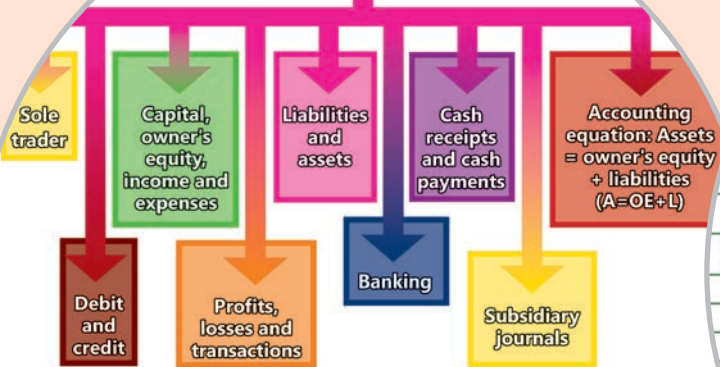 Sole
trader
Capital,
owner's
equity,
income and
expenses
Liabilities
and
assets
Cash
receipts
and cash
payments
Accounting
equation: Assets
= owner's equity
+ liabilities
(A=OE+L)
Debit
and
credit
Profits,
losses and
transactions
Banking
Subsidiary
journals